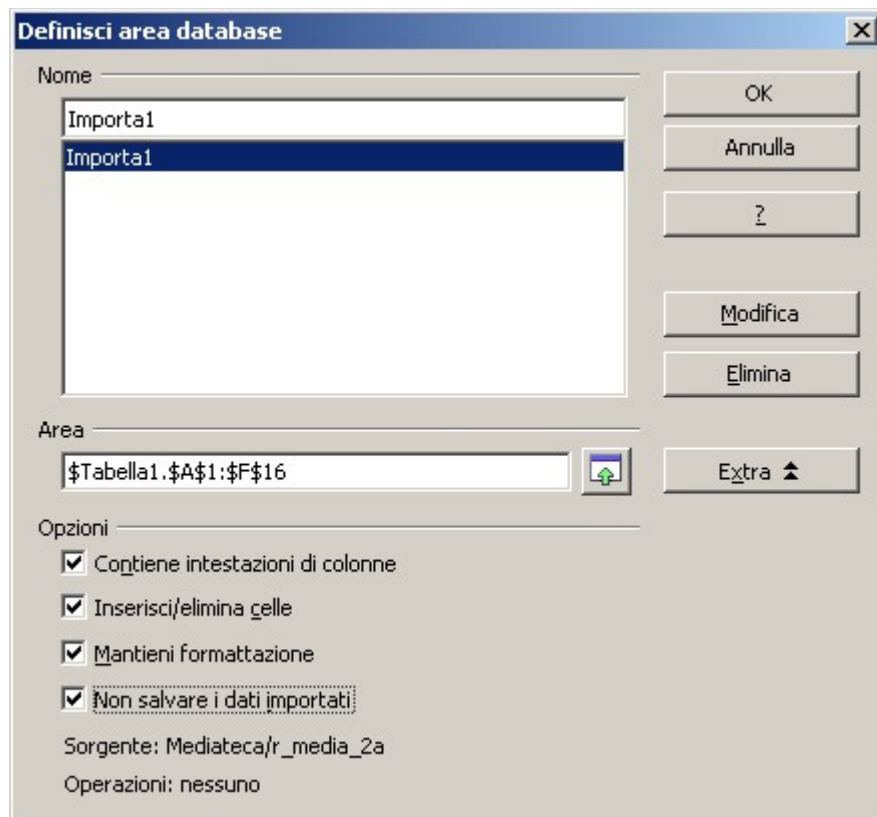 Definisci area database
Nome
Importa1
Importa1
OK
Annulla
?
Modifica
Elimina
Area
$Tabella1.$A$1:$F$16
Extra
Opzioni
Contiene intestazioni di colonne
Inserisci/elimina celle
Mantieni formattazione
Non salvare i dati importati
Sorgente: Mediateca/r_media_2a
Operazioni: nessuno